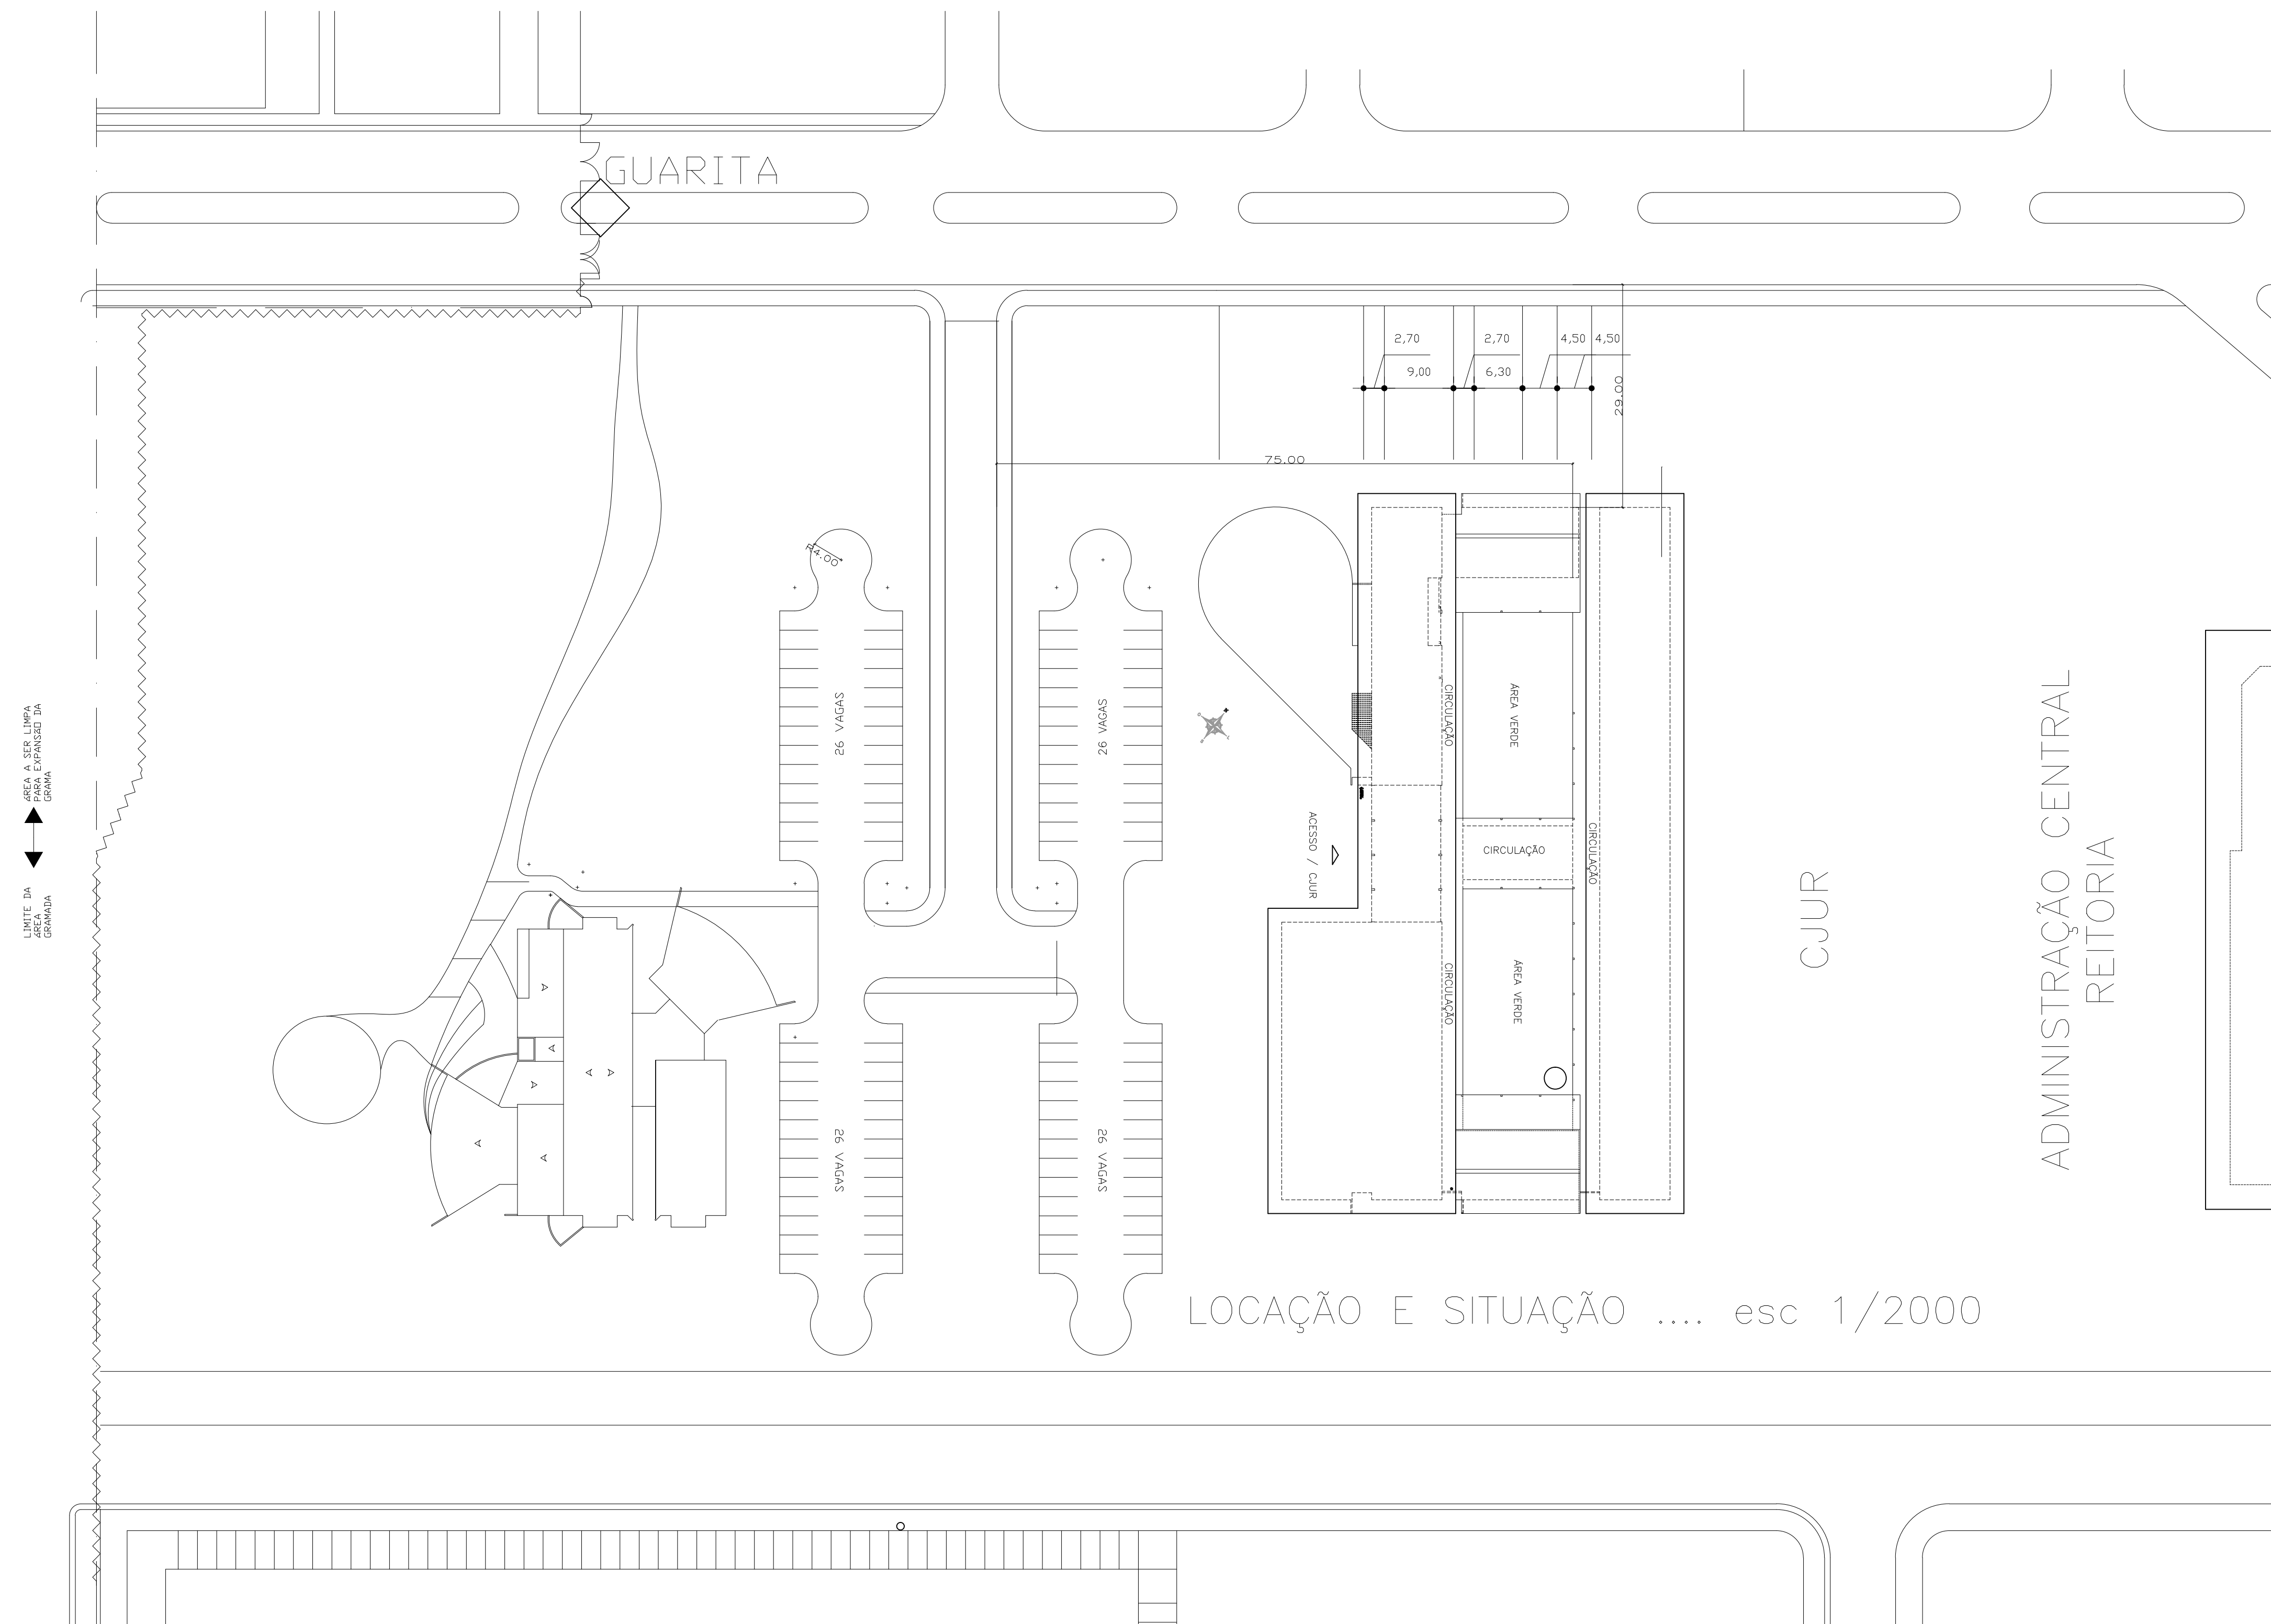 GUARITA
2,70
2,70
4,50
4,50
9,00
6,30
29.00
75.00
R4.00
ÁREA A SER LIMPA
PARA EXPANSÃO DA
GRAMA
LIMITE DA
ÁREA
GRAMADA
26 VAGAS
26 VAGAS
CIRCULAÇÃO
ÁREA VERDE
ACESSO / CJUR
CIRCULAÇÃO
CIRCULAÇÃO
CIRCULAÇÃO
ÁREA VERDE
CJUR
ADMINISTRAÇÃO CENTRAL
REITORIA
26 VAGAS
26 VAGAS
LOCAÇÃO E SITUAÇÃO .... esc 1/2000